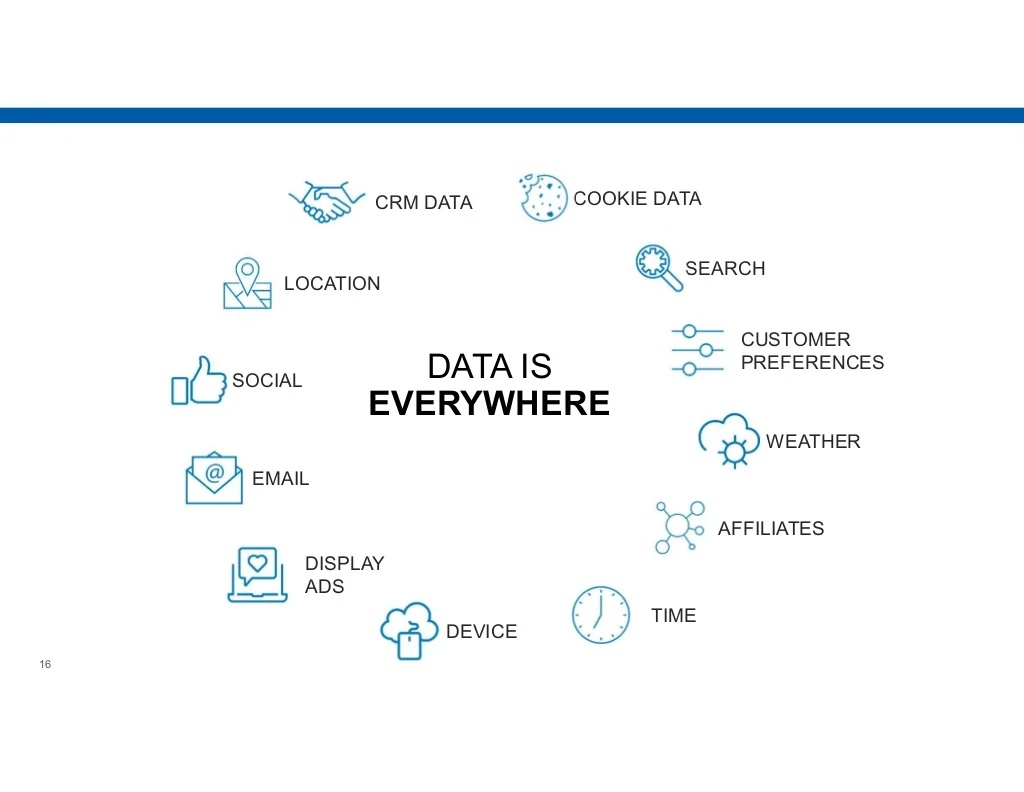 CRM DATA
COOKIE DATA
LOCATION
SEARCH
CUSTOMER
PREFERENCES
DATA IS
EVERYWHERE
SOCIAL
WEATHER
EMAIL
@
AFFILIATES
DISPLAY
ADS
DEVICE
TIME
16